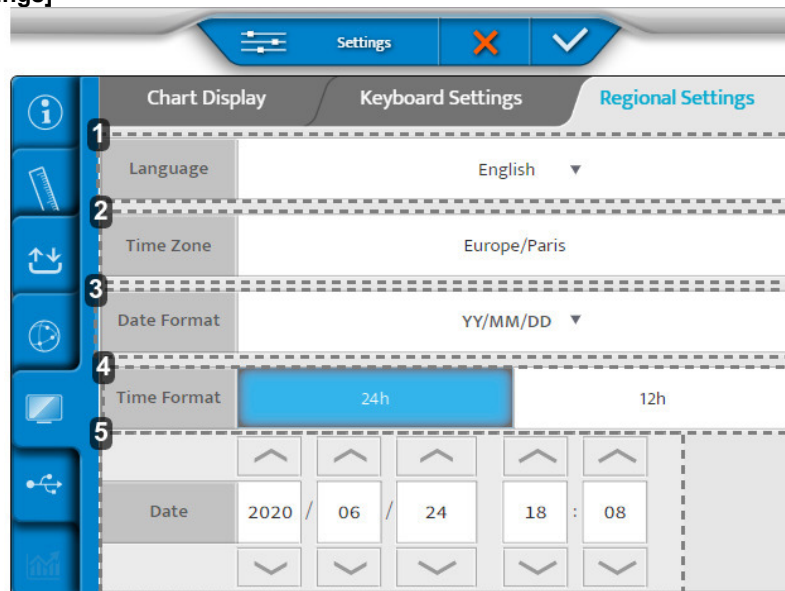 ngs]
Settings
Chart Display Keyboard Settings Regional Settings
1
Language English
2
Time Zone Europe/Paris
3
Date Format YY/MM/DD
4
Time Format 24h 12h
5
Date 2020 / 06 / 24 18 : 08